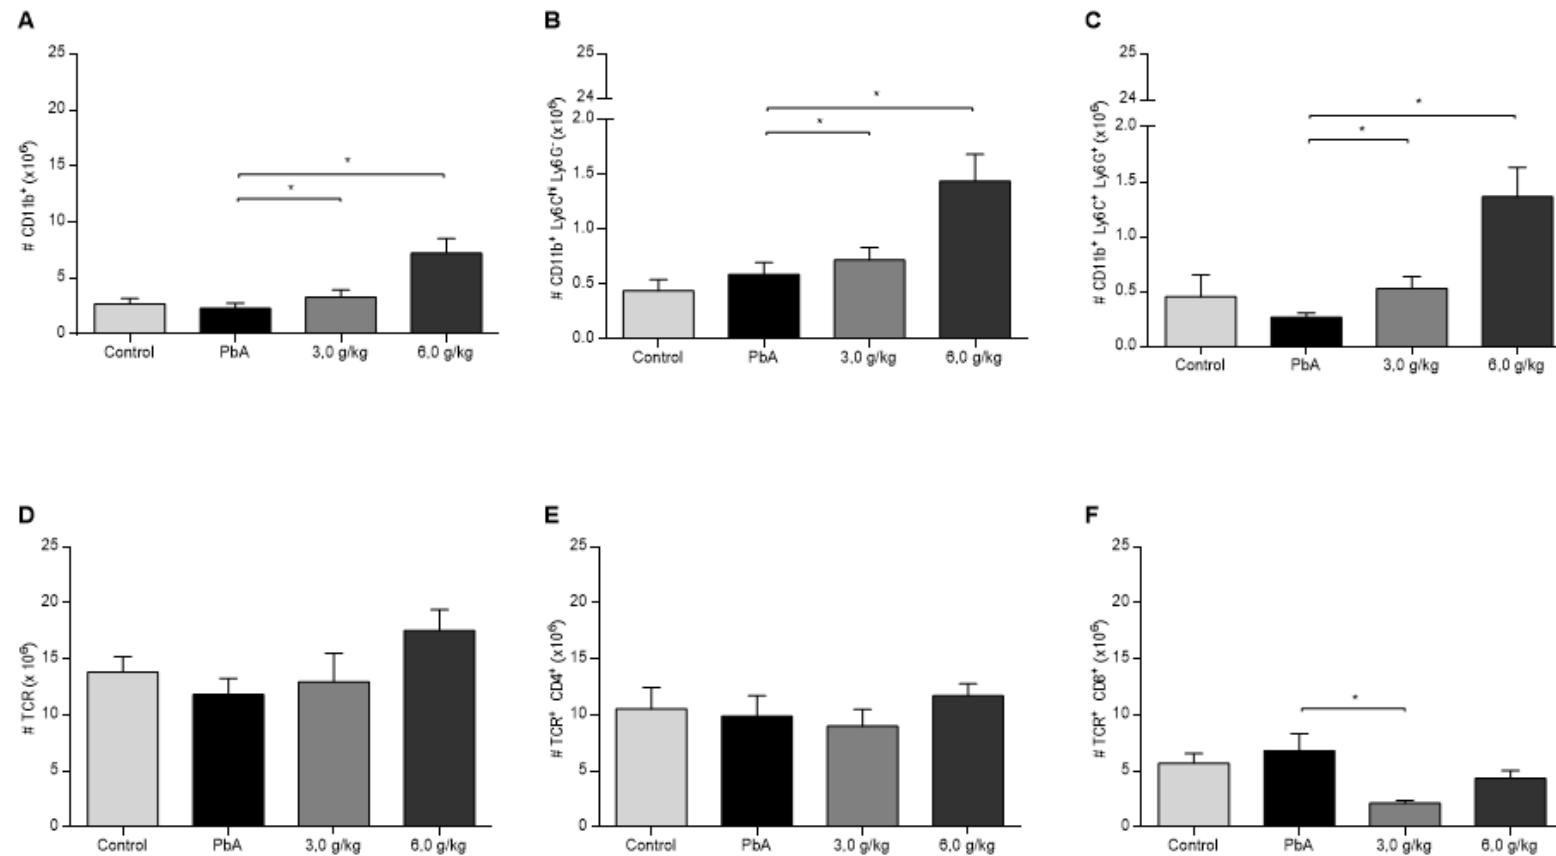 A
# CD11b⁺ (x10⁶)
25
20
15
10
5
0
*
*
Control PbA 3,0 g/kg 6,0 g/kg
B
# CD11b⁺ Ly6Cʰⁱ Ly6G⁻ (x10⁶)
25
24
2.0
1.5
1.0
0.5
0.0
*
*
Control PbA 3,0 g/kg 6,0 g/kg
C
# CD11b⁺ Ly6C⁺ Ly6G⁺ (x10⁶)
25
24
2.0
1.5
1.0
0.5
0.0
*
*
Control PbA 3,0 g/kg 6,0 g/kg
D
# TCR (x 10⁶)
25
20
15
10
5
0
Control PbA 3,0 g/kg 6,0 g/kg
E
# TCR⁺ CD4⁺ (x10⁶)
25
20
15
10
5
0
Control PbA 3,0 g/kg 6,0 g/kg
F
# TCR⁺ CD8⁺ (x10⁶)
25
20
15
10
5
0
*
Control PbA 3,0 g/kg 6,0 g/kg